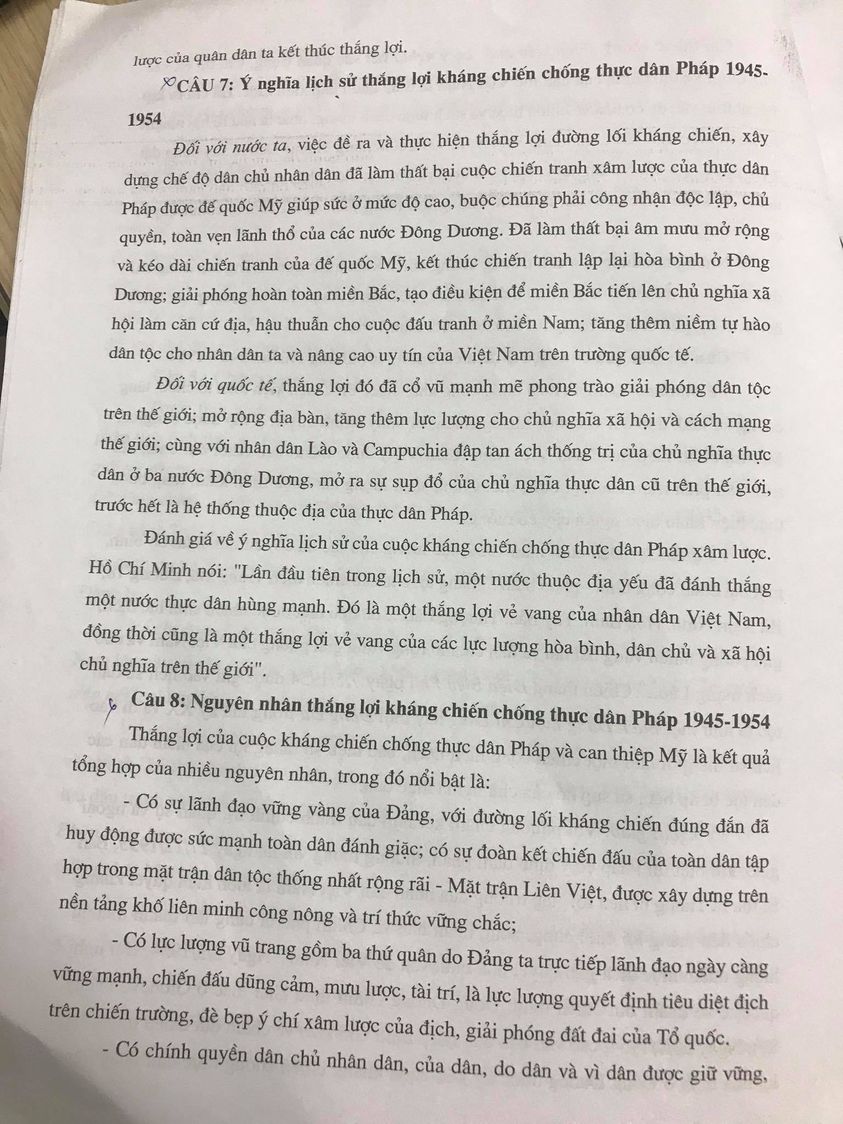 lược của quân dân ta kết thúc thắng lợi.
CÂU 7: Ý nghĩa lịch sử thắng lợi kháng chiến chống thực dân Pháp 1945-
1954
Đối với nước ta, việc đề ra và thực hiện thắng lợi đường lối kháng chiến, xây
dựng chế độ dân chủ nhân dân đã làm thất bại cuộc chiến tranh xâm lược của thực dân
Pháp được đế quốc Mỹ giúp sức ở mức độ cao, buộc chúng phải công nhận độc lập, chủ
quyền, toàn vẹn lãnh thổ của các nước Đông Dương. Đã làm thất bại âm mưu mở rộng
và kéo dài chiến tranh của đế quốc Mỹ, kết thúc chiến tranh lập lại hòa bình ở Đông
Dương; giải phóng hoàn toàn miền Bắc, tạo điều kiện để miền Bắc tiến lên chủ nghĩa xã
hội làm căn cứ địa, hậu thuẫn cho cuộc đấu tranh ở miền Nam; tăng thêm niềm tự hào
dân tộc cho nhân dân ta và nâng cao uy tín của Việt Nam trên trường quốc tế.
Đối với quốc tế, thắng lợi đó đã cổ vũ mạnh mẽ phong trào giải phóng dân tộc
trên thế giới; mở rộng địa bàn, tăng thêm lực lượng cho chủ nghĩa xã hội và cách mạng
thế giới; cùng với nhân dân Lào và Campuchia đập tan ách thống trị của chủ nghĩa thực
dân ở ba nước Đông Dương, mở ra sự sụp đổ của chủ nghĩa thực dân cũ trên thế giới,
trước hết là hệ thống thuộc địa của thực dân Pháp.
Đánh giá về ý nghĩa lịch sử của cuộc kháng chiến chống thực dân Pháp xâm lược.
Hồ Chí Minh nói: "Lần đầu tiên trong lịch sử, một nước thuộc địa yếu đã đánh thắng
một nước thực dân hùng mạnh. Đó là một thắng lợi vẻ vang của nhân dân Việt Nam,
đồng thời cũng là một thắng lợi vẻ vang của các lực lượng hòa bình, dân chủ và xã hội
chủ nghĩa trên thế giới".
Câu 8: Nguyên nhân thắng lợi kháng chiến chống thực dân Pháp 1945-1954
Thắng lợi của cuộc kháng chiến chống thực dân Pháp và can thiệp Mỹ là kết quả
tổng hợp của nhiều nguyên nhân, trong đó nổi bật là:
- Có sự lãnh đạo vững vàng của Đảng, với đường lối kháng chiến đúng đắn đã
huy động được sức mạnh toàn dân đánh giặc; có sự đoàn kết chiến đấu của toàn dân tập
hợp trong mặt trận dân tộc thống nhất rộng rãi - Mặt trận Liên Việt, được xây dựng trên
nền tảng khố liên minh công nông và trí thức vững chắc;
- Có lực lượng vũ trang gồm ba thứ quân do Đảng ta trực tiếp lãnh đạo ngày càng
vững mạnh, chiến đấu dũng cảm, mưu lược, tài trí, là lực lượng quyết định tiêu diệt địch
trên chiến trường, đè bẹp ý chí xâm lược của địch, giải phóng đất đai của Tổ quốc.
- Có chính quyền dân chủ nhân dân, của dân, do dân và vì dân được giữ vững,